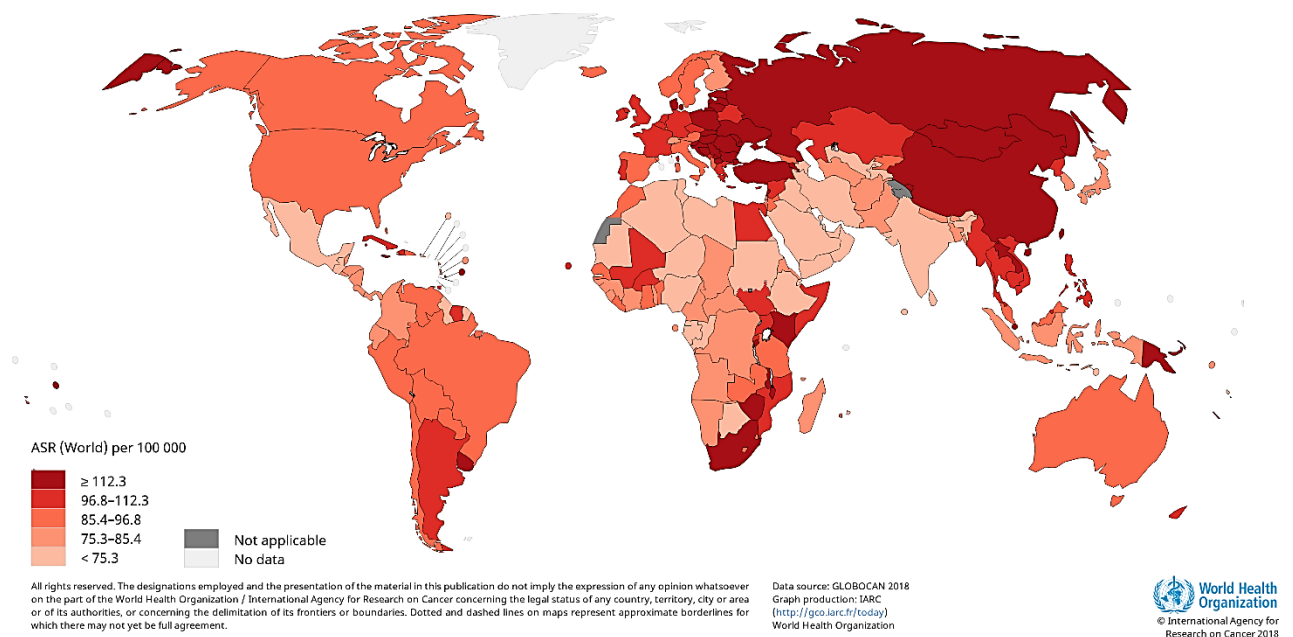 ASR (World) per 100 000
≥ 112.3
96.8–112.3
85.4–96.8
75.3–85.4
< 75.3
Not applicable
No data
All rights reserved. The designations employed and the presentation of the material in this publication do not imply the expression of any opinion whatsoever
on the part of the World Health Organization / International Agency for Research on Cancer concerning the legal status of any country, territory, city or area
or of its authorities, or concerning the delimitation of its frontiers or boundaries. Dotted and dashed lines on maps represent approximate borderlines for
which there may not yet be full agreement.
Data source: GLOBOCAN 2018
Graph production: IARC
(http://gco.iarc.fr/today)
World Health Organization
World Health
Organization
© International Agency for
Research on Cancer 2018